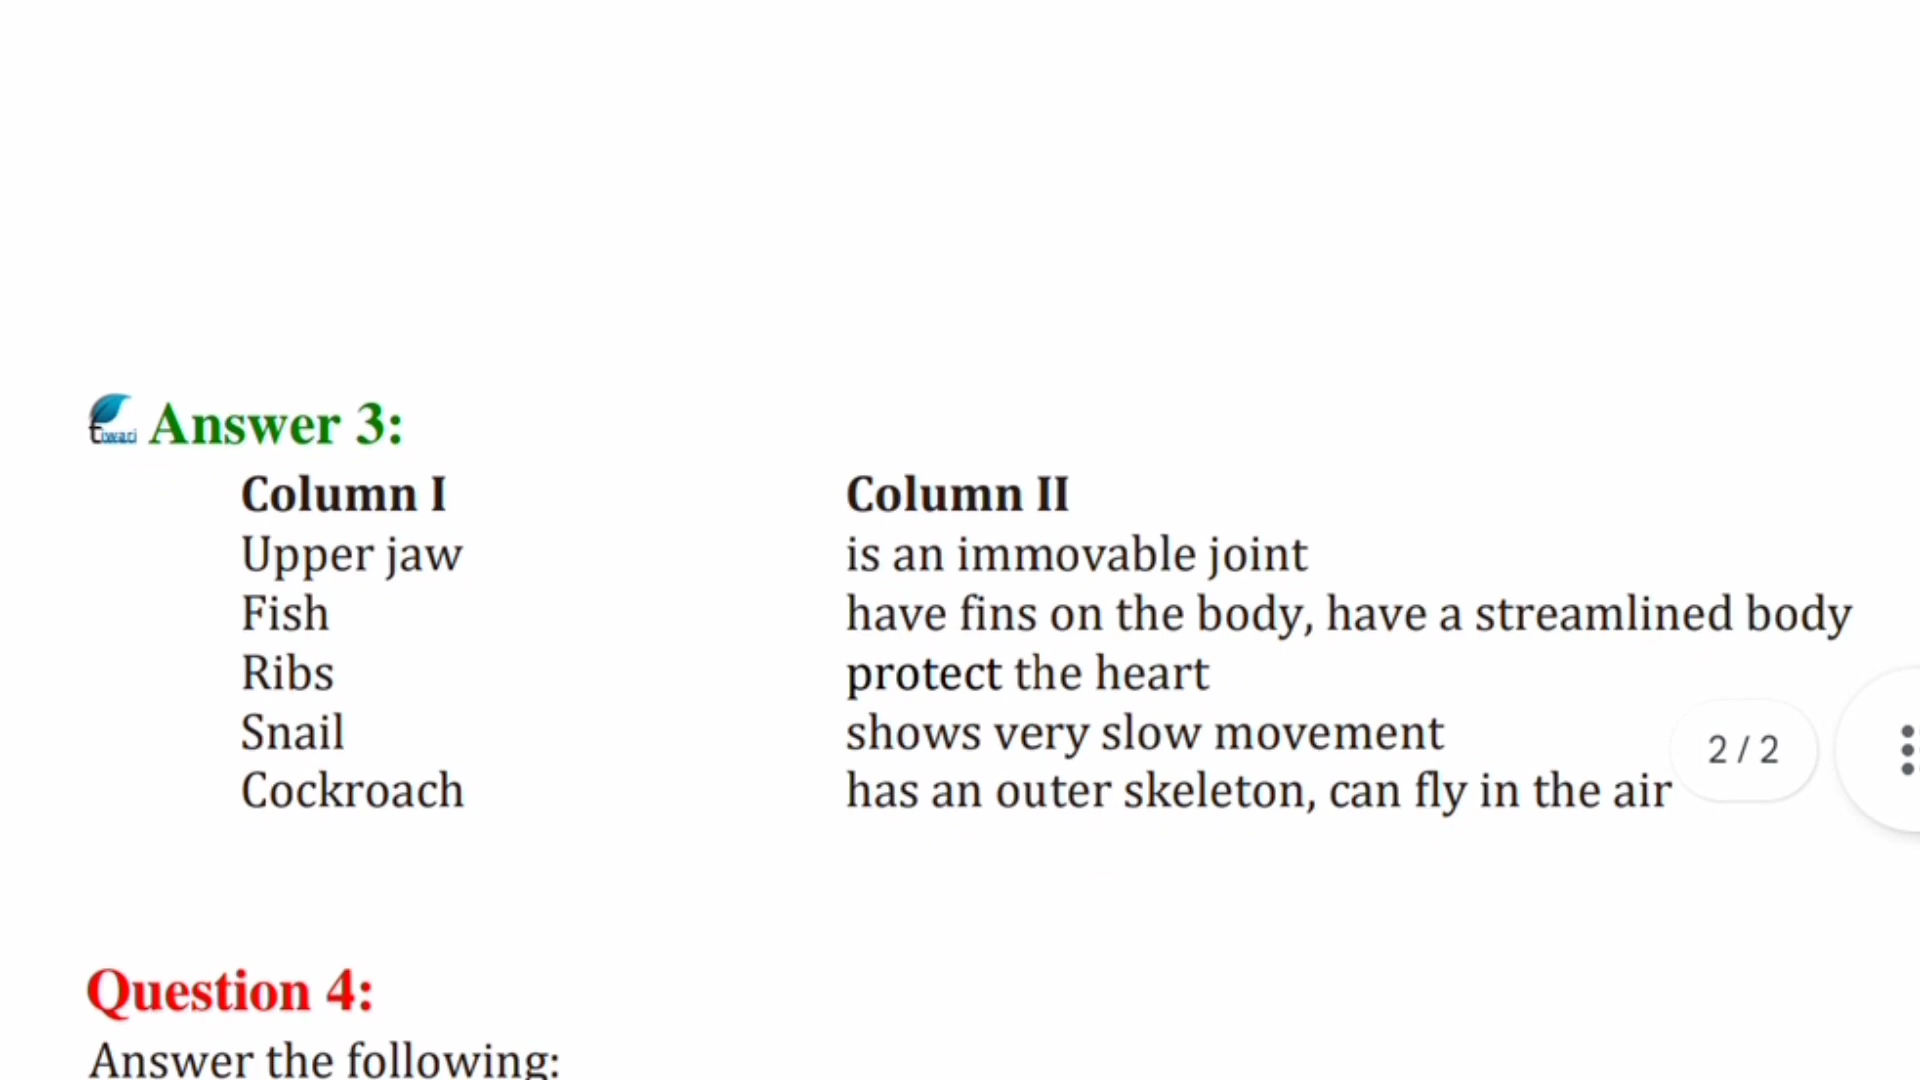 tiwari Answer 3:
Column I Column II
Upper jaw is an immovable joint
Fish have fins on the body, have a streamlined body
Ribs protect the heart
Snail shows very slow movement
Cockroach has an outer skeleton, can fly in the air
2 / 2
Question 4:
Answer the following: